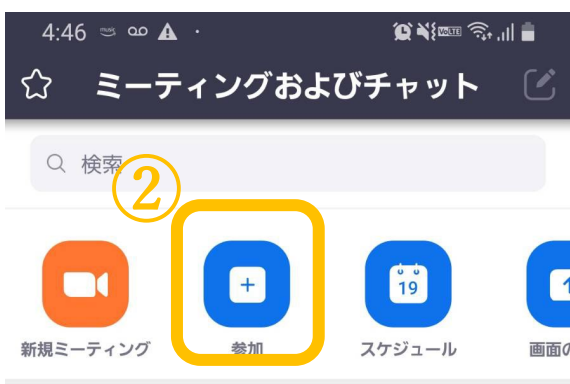 4:46
VoLTE
ミーティングおよびチャット
検索
②
19
新規ミーティング
参加
スケジュール
画面の